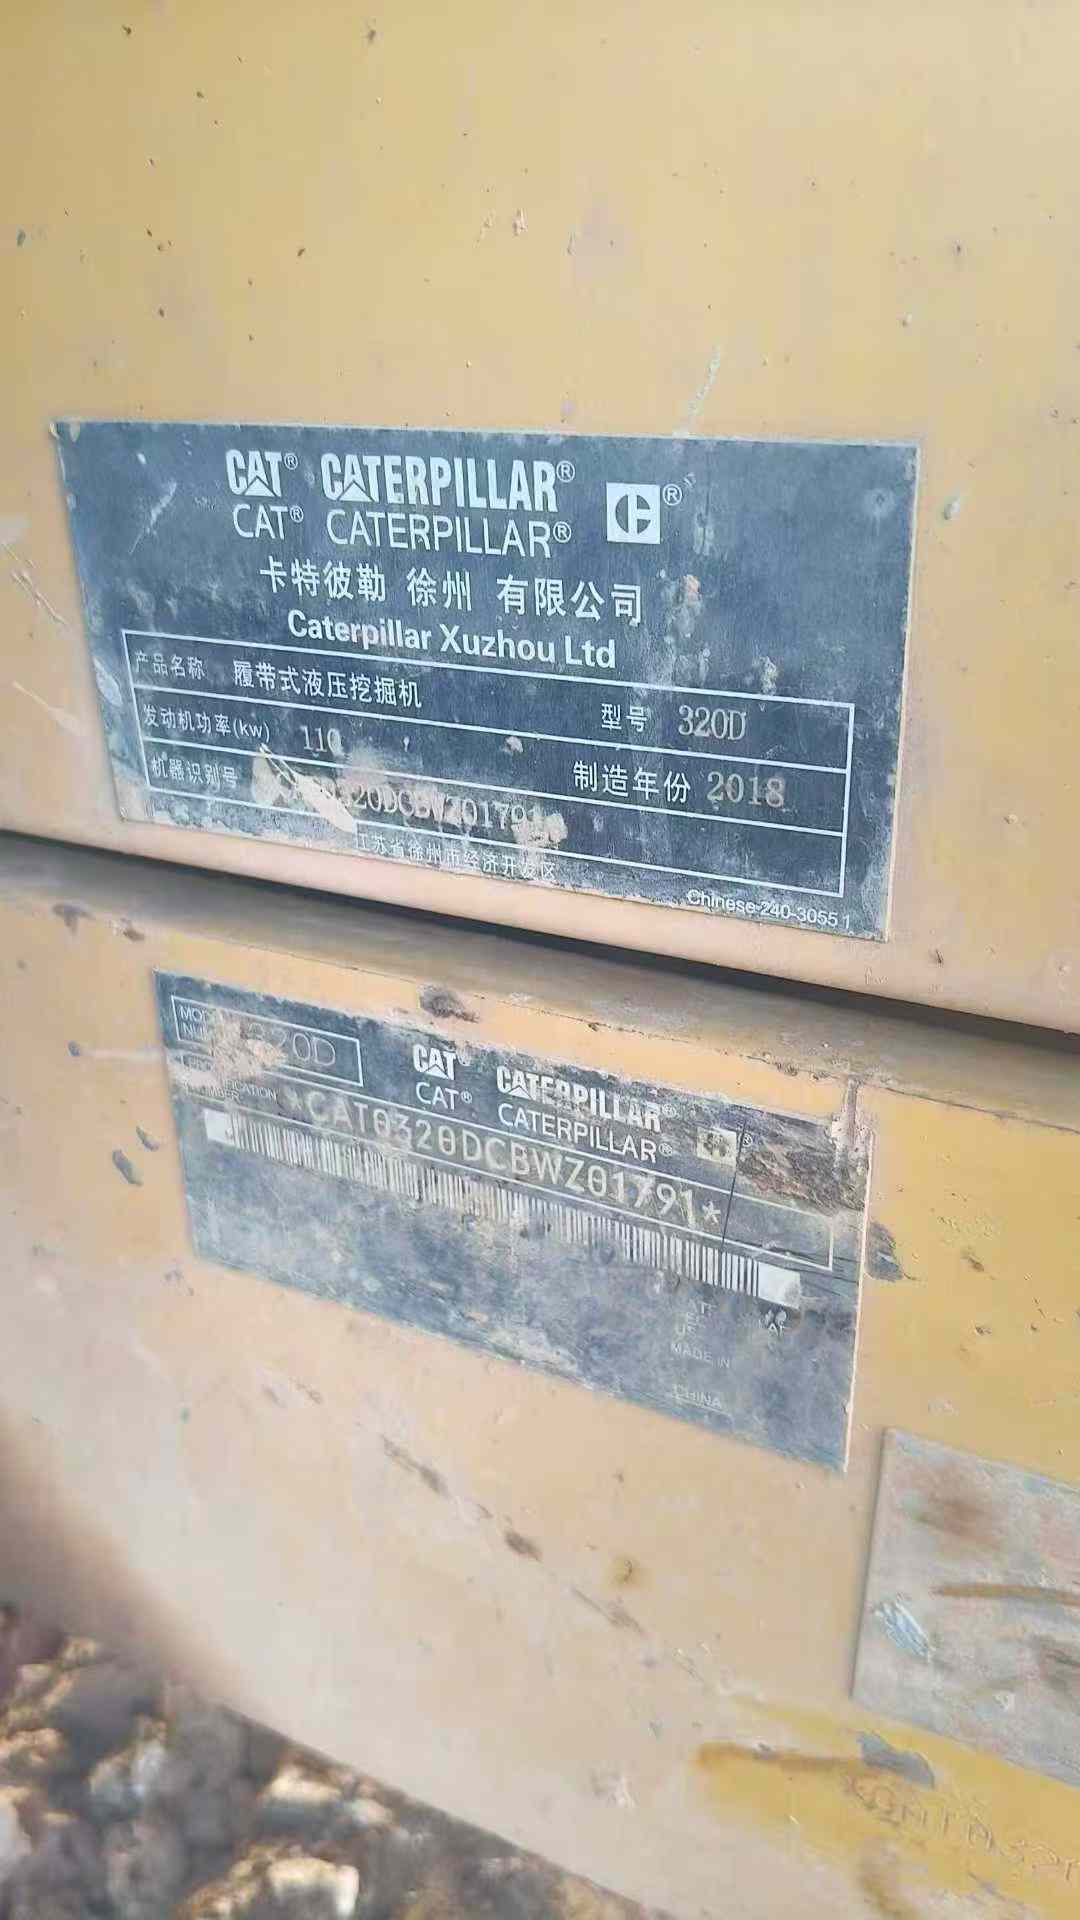 CAT® CATERPILLAR®
CAT® CATERPILLAR® C®
卡特彼勒 徐州 有限公司
Caterpillar Xuzhou Ltd
产品名称 履带式液压挖掘机 型号 320D
发动机功率(kw) 110 制造年份 2018
机器识别号 320DCBWZ01791
江苏省徐州市经济开发区
Chinese 240-3055 1
320D
CAT® CATERPILLAR®
CAT® CATERPILLAR®
*CAT0320DCBWZ01791*
MADE IN
CHINA